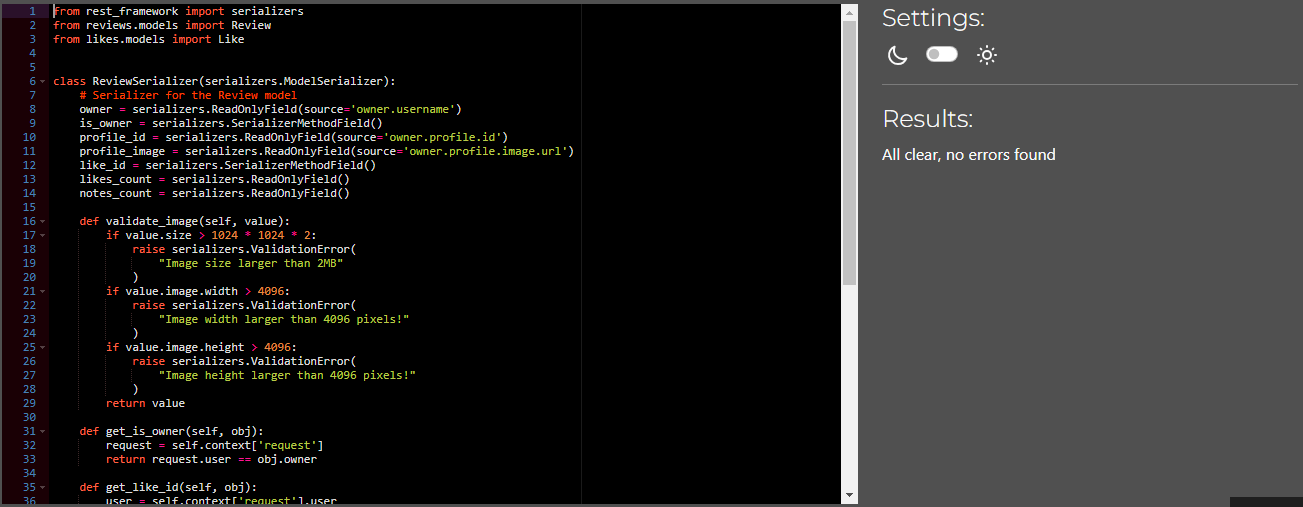 1 from rest_framework import serializers
2 from reviews.models import Review
3 from likes.models import Like
4
5
6 class ReviewSerializer(serializers.ModelSerializer):
7     # Serializer for the Review model
8     owner = serializers.ReadOnlyField(source='owner.username')
9     is_owner = serializers.SerializerMethodField()
10     profile_id = serializers.ReadOnlyField(source='owner.profile.id')
11     profile_image = serializers.ReadOnlyField(source='owner.profile.image.url')
12     like_id = serializers.SerializerMethodField()
13     likes_count = serializers.ReadOnlyField()
14     notes_count = serializers.ReadOnlyField()
15
16     def validate_image(self, value):
17         if value.size > 1024 * 1024 * 2:
18             raise serializers.ValidationError(
19                 "Image size larger than 2MB"
20             )
21         if value.image.width > 4096:
22             raise serializers.ValidationError(
23                 "Image width larger than 4096 pixels!"
24             )
25         if value.image.height > 4096:
26             raise serializers.ValidationError(
27                 "Image height larger than 4096 pixels!"
28             )
29         return value
30
31     def get_is_owner(self, obj):
32         request = self.context['request']
33         return request.user == obj.owner
34
35     def get_like_id(self, obj):
36         user = self.context['request'].user
Settings:
Results:
All clear, no errors found